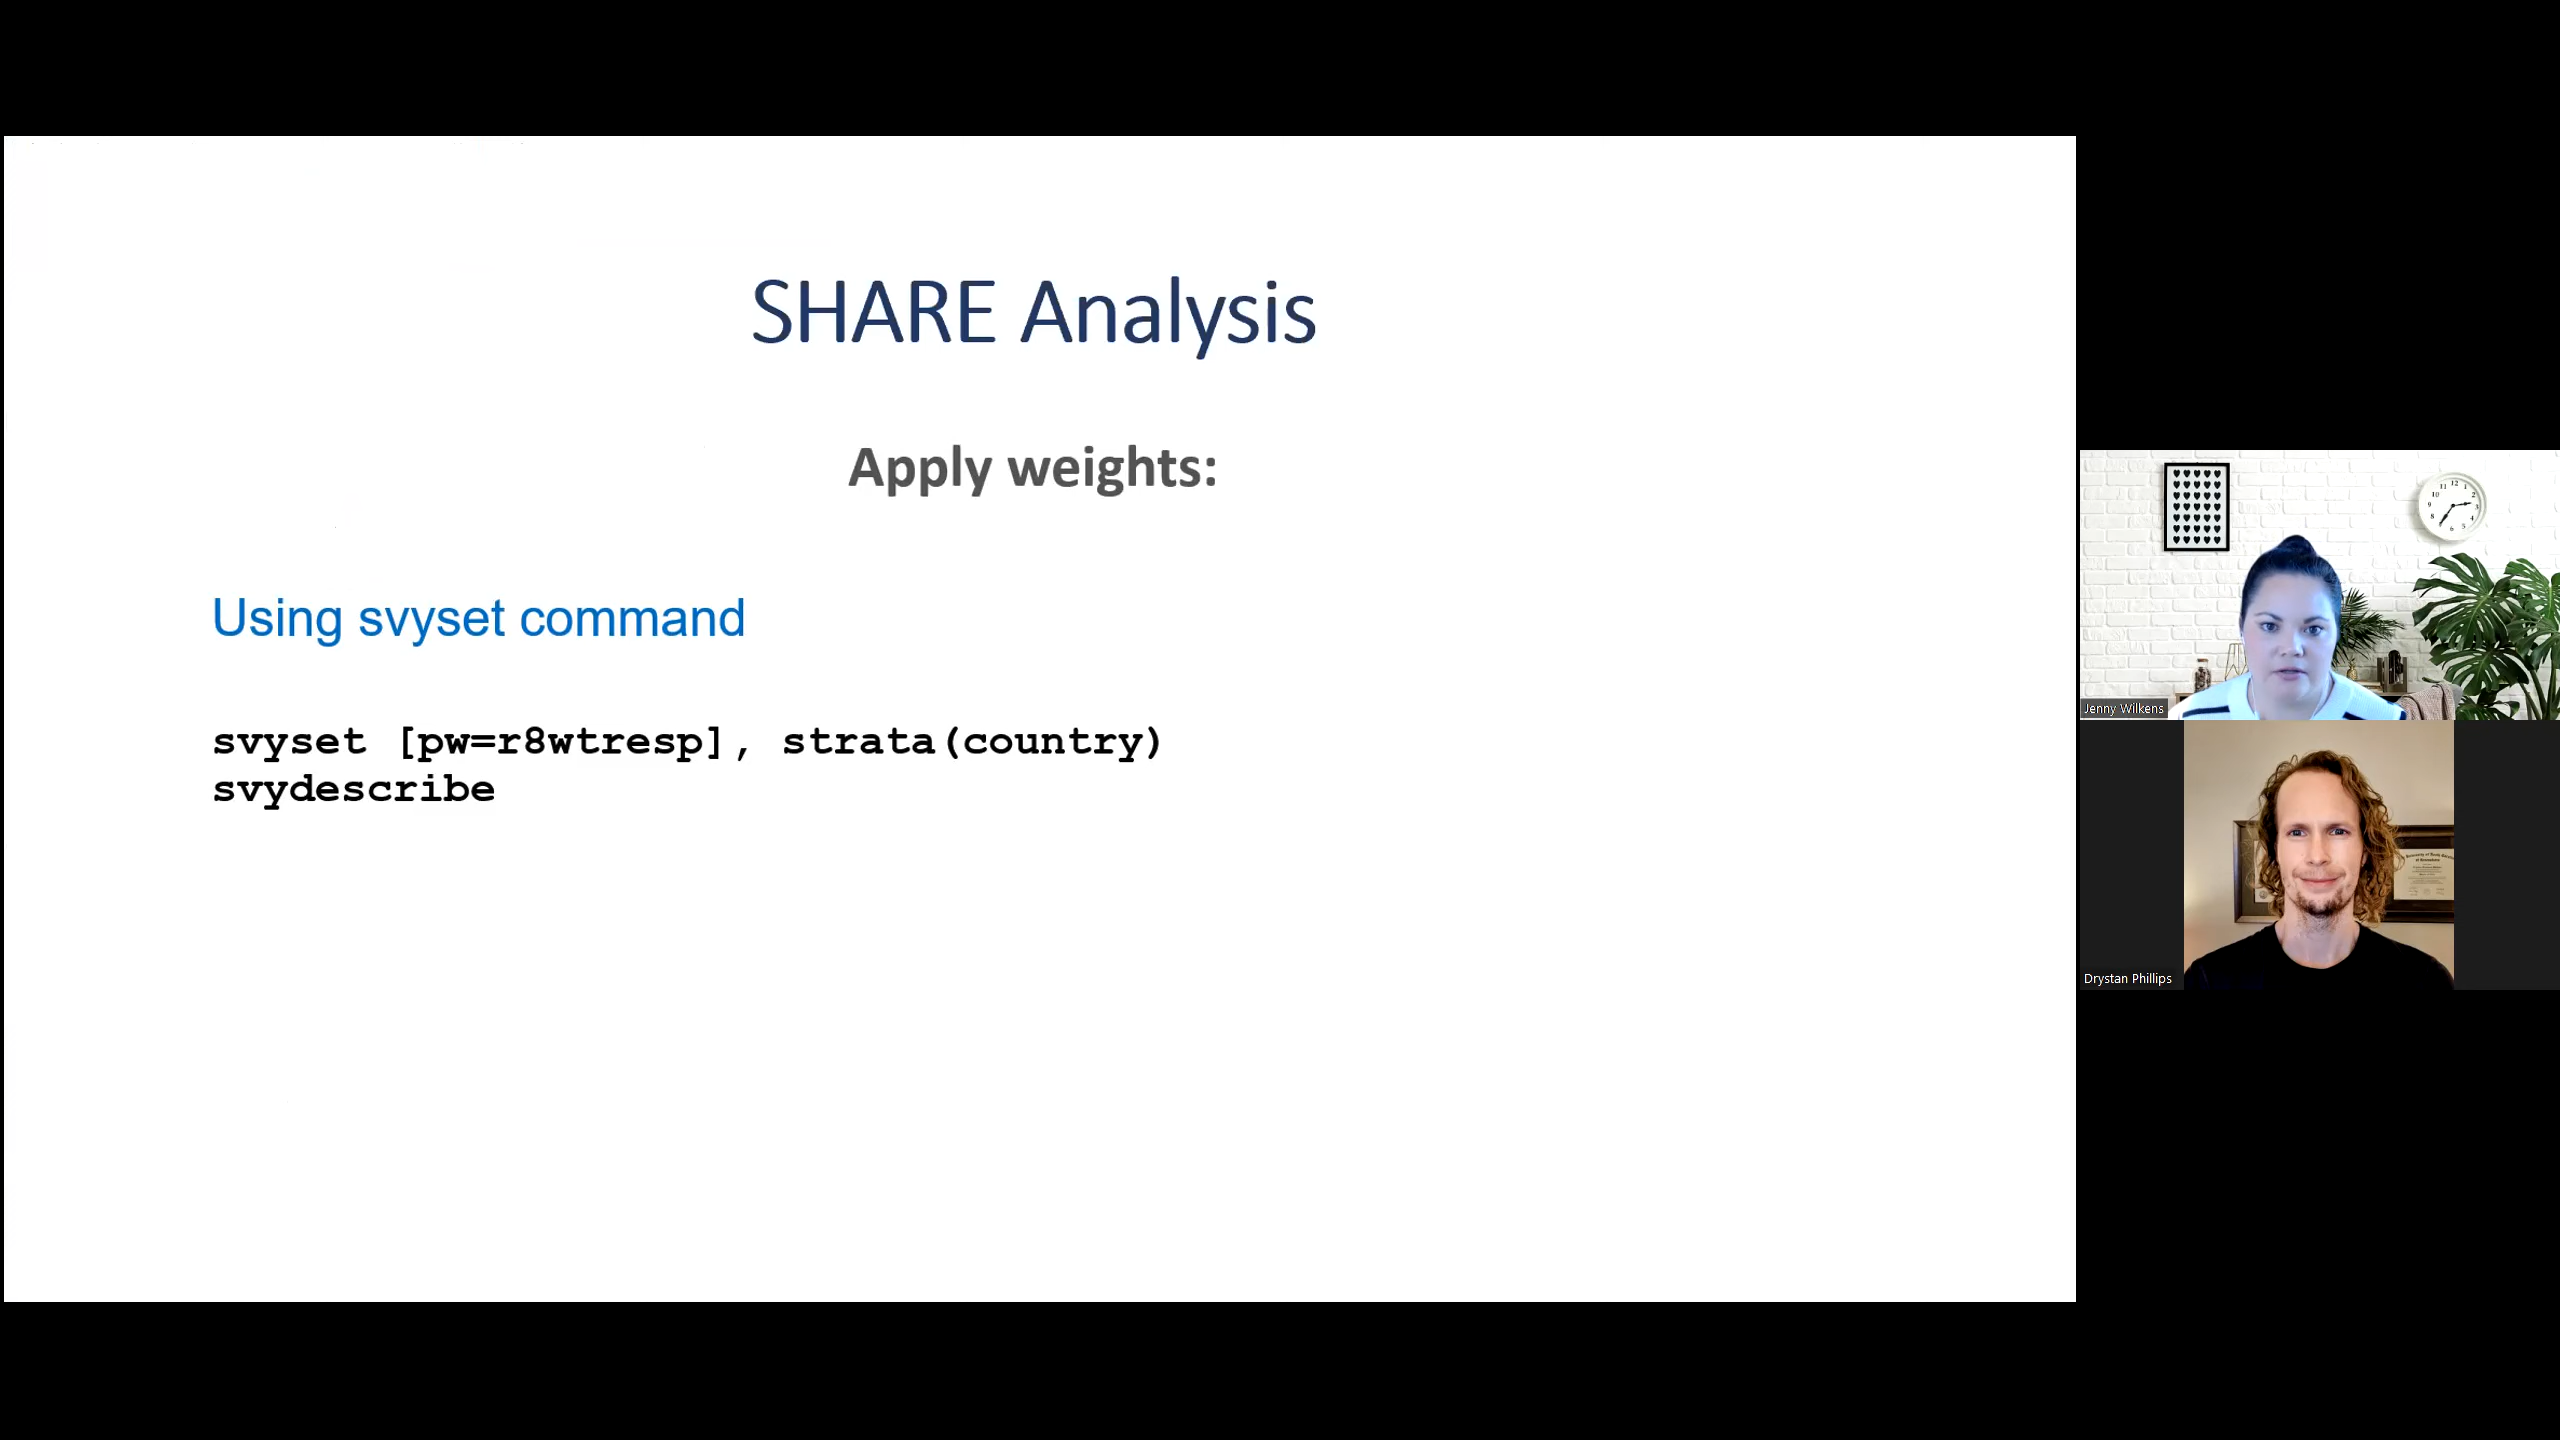 SHARE Analysis
Apply weights:
Using svyset command
svyset [pw=r8wtresp], strata(country)
svydescribe
Jenny Wilkens
Drystan Phillips